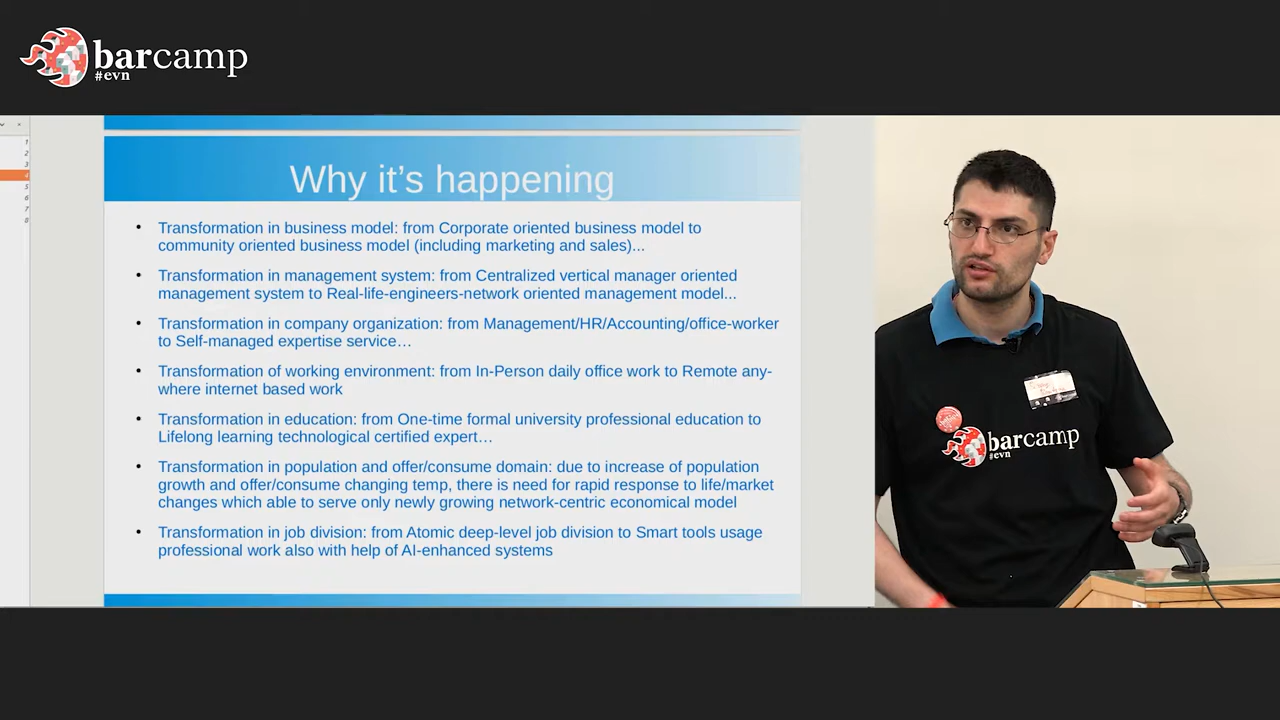 barcamp
#evn
1
2
3
4
5
6
7
8
Why it's happening
• Transformation in business model: from Corporate oriented business model to
community oriented business model (including marketing and sales)...
• Transformation in management system: from Centralized vertical manager oriented
management system to Real-life-engineers-network oriented management model...
• Transformation in company organization: from Management/HR/Accounting/office-worker
to Self-managed expertise service…
• Transformation of working environment: from In-Person daily office work to Remote any-
where internet based work
• Transformation in education: from One-time formal university professional education to
Lifelong learning technological certified expert…
• Transformation in population and offer/consume domain: due to increase of population
growth and offer/consume changing temp, there is need for rapid response to life/market
changes which able to serve only newly growing network-centric economical model
• Transformation in job division: from Atomic deep-level job division to Smart tools usage
professional work also with help of AI-enhanced systems
barcamp
#evn